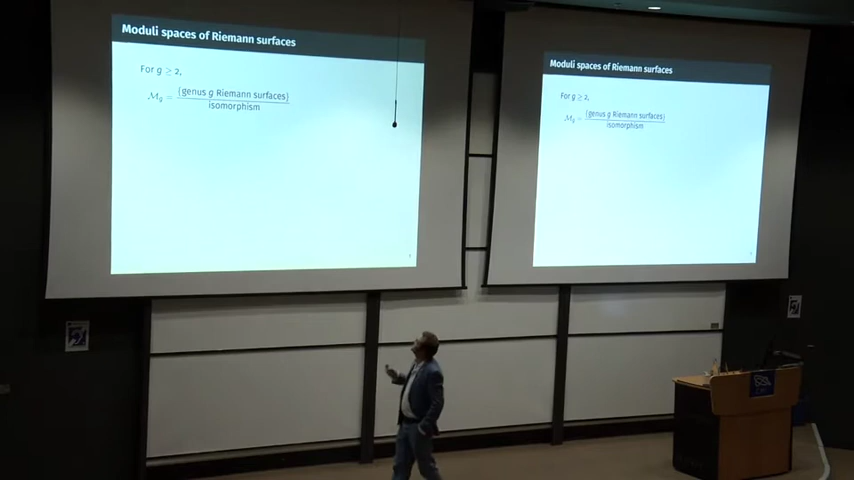 Moduli spaces of Riemann surfaces
For g ≥ 2,
ℳg = {genus g Riemann surfaces} / isomorphism
Moduli spaces of Riemann surfaces
For g ≥ 2,
ℳg = {genus g Riemann surfaces} / isomorphism